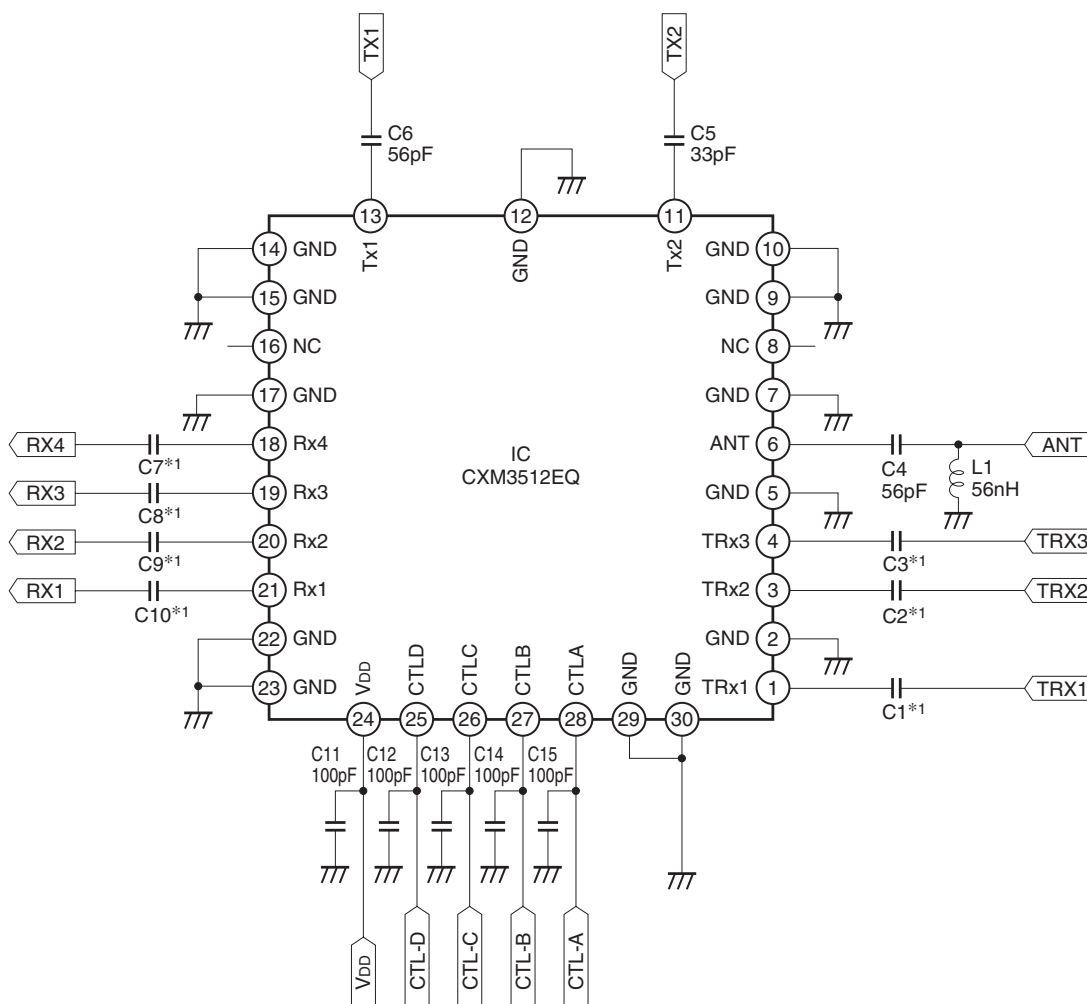 TX1
TX2
C6
56pF
C5
33pF
13
12
11
Tx1
GND
Tx2
14 GND
GND 10
15 GND
GND 9
16 NC
NC 8
17 GND
GND 7
RX4
C7*1
18 Rx4
ANT 6
C4
56pF
L1
56nH
ANT
IC
CXM3512EQ
RX3
C8*1
19 Rx3
GND 5
RX2
C9*1
20 Rx2
TRx3 4
C3*1
TRX3
RX1
C10*1
21 Rx1
TRx2 3
C2*1
TRX2
22 GND
GND 2
23 GND
TRx1 1
C1*1
TRX1
VDD
CTLD
CTLC
CTLB
CTLA
GND
GND
24
25
26
27
28
29
30
C11
100pF
C12
100pF
C13
100pF
C14
100pF
C15
100pF
VDD
CTL-D
CTL-C
CTL-B
CTL-A